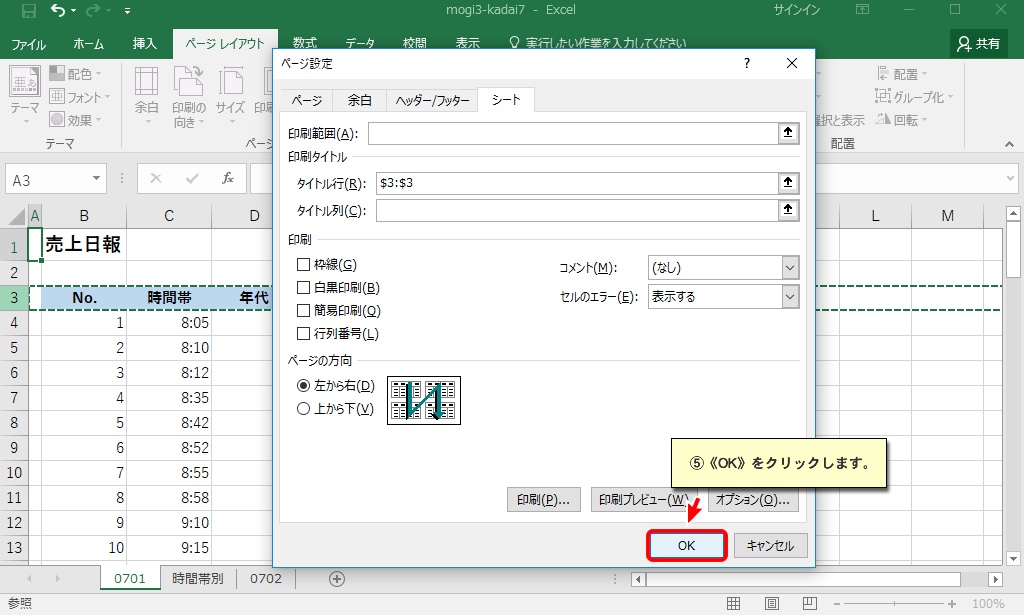 mogi3-kadai7 - Excel
サインイン
ファイル ホーム 挿入 ページ レイアウト 数式 データ 校閲 表示 実行したい作業を入力してください 共有
テーマ
配色
フォント
効果
テーマ
余白
印刷の
向き
サイズ
配置
グループ化
選択と表示 回転
配置
ページ設定 ?
ページ 余白 ヘッダー/フッター シート
印刷範囲(A):
印刷タイトル
タイトル行(R): $3:$3
タイトル列(C):
印刷
枠線(G)
白黒印刷(B)
簡易印刷(Q)
行列番号(L)
コメント(M): (なし)
セルのエラー(E): 表示する
ページの方向
左から右(D)
上から下(V)
⑤《OK》をクリックします。
印刷(P)... 印刷プレビュー(W) オプション(O)...
OK キャンセル
A3 fx
A B C D L M
1 売上日報
2
3 No. 時間帯 年代
4 1 8:05
5 2 8:10
6 3 8:12
7 4 8:35
8 5 8:42
9 6 8:52
10 7 8:55
11 8 8:58
12 9 9:10
13 10 9:15
0701 時間帯別 0702
参照 100%